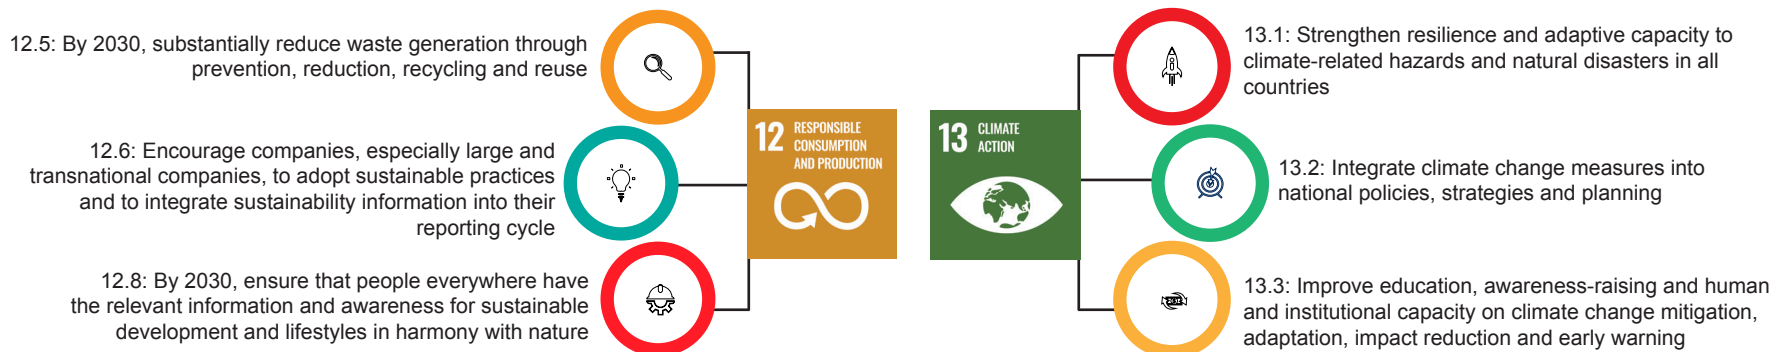 12.5: By 2030, substantially reduce waste generation through
prevention, reduction, recycling and reuse
12.6: Encourage companies, especially large and
transnational companies, to adopt sustainable practices
and to integrate sustainability information into their
reporting cycle
12.8: By 2030, ensure that people everywhere have
the relevant information and awareness for sustainable
development and lifestyles in harmony with nature
12 RESPONSIBLE
CONSUMPTION
AND PRODUCTION
13 CLIMATE
ACTION
13.1: Strengthen resilience and adaptive capacity to
climate-related hazards and natural disasters in all
countries
13.2: Integrate climate change measures into
national policies, strategies and planning
13.3: Improve education, awareness-raising and human
and institutional capacity on climate change mitigation,
adaptation, impact reduction and early warning